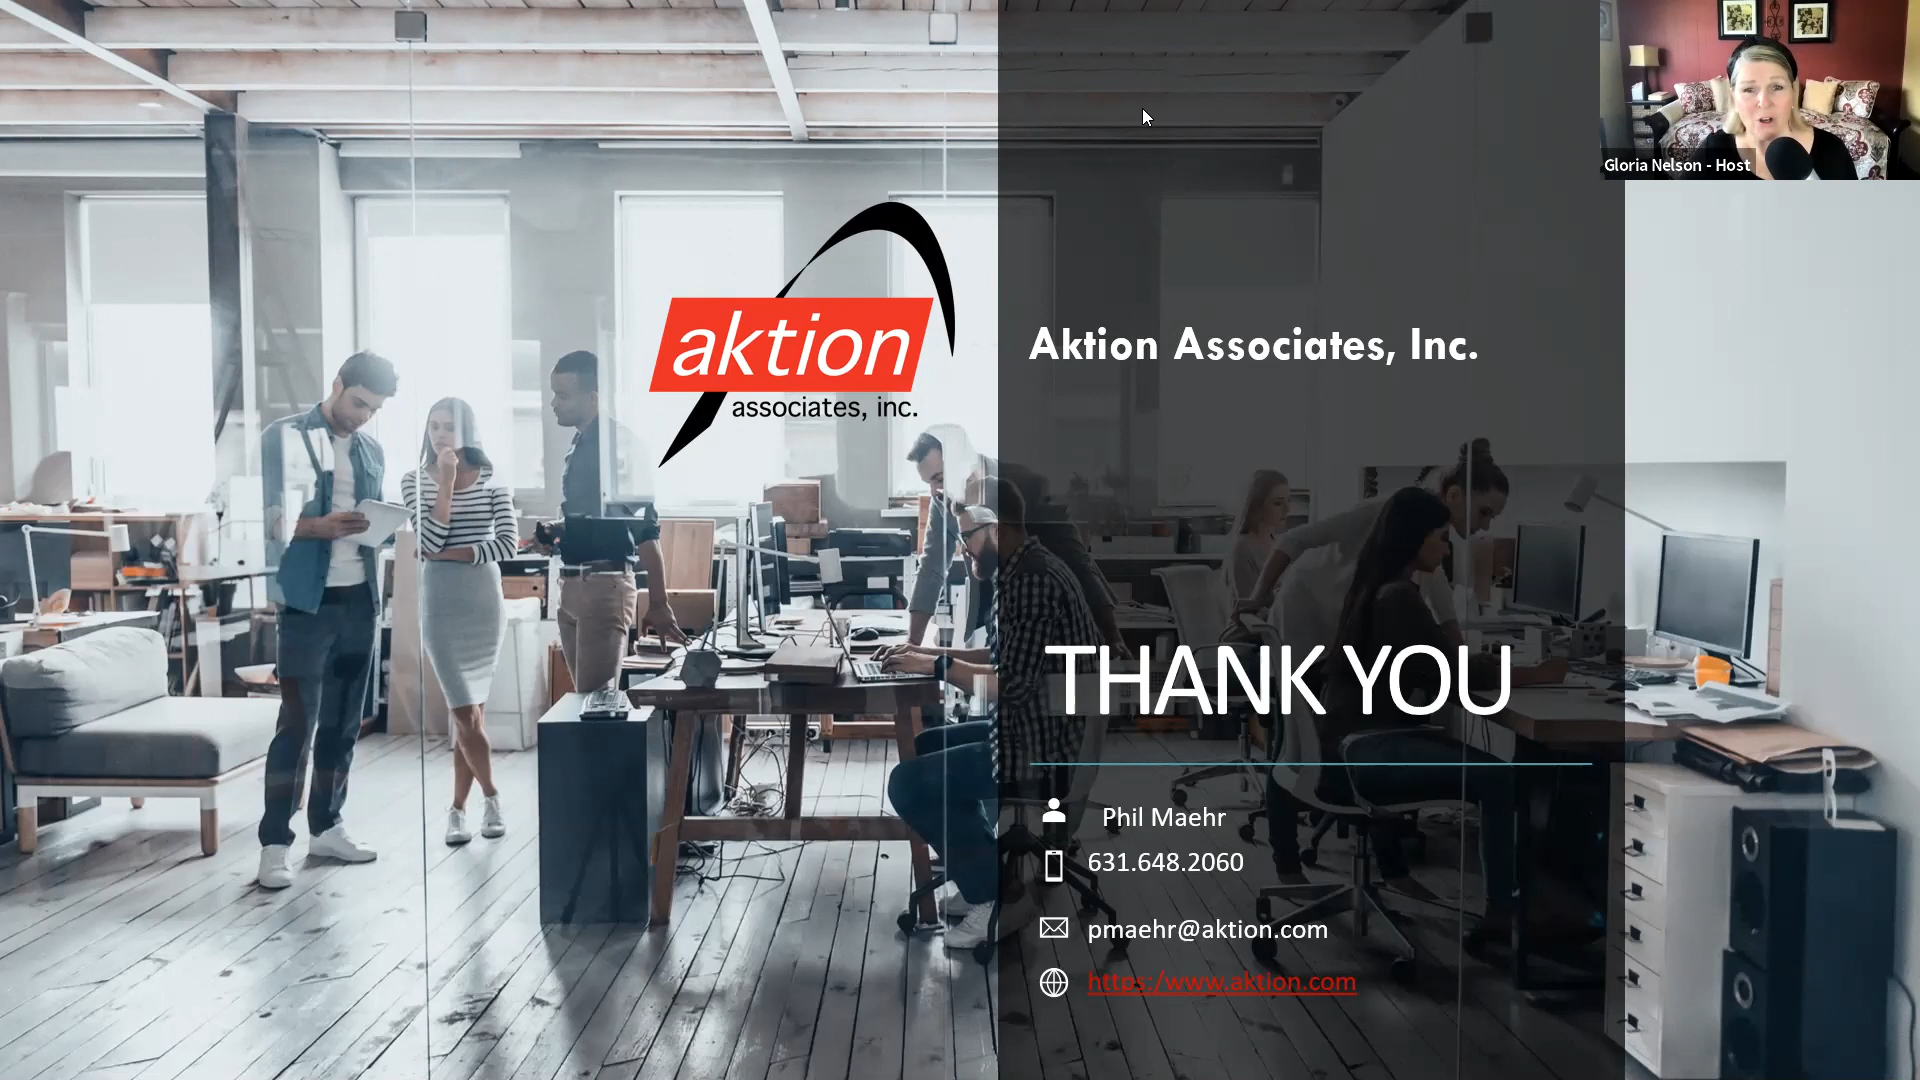 Gloria Nelson - Host
aktion
associates, inc.
Aktion Associates, Inc.
THANK YOU
Phil Maehr
631.648.2060
pmaehr@aktion.com
https:/www.aktion.com